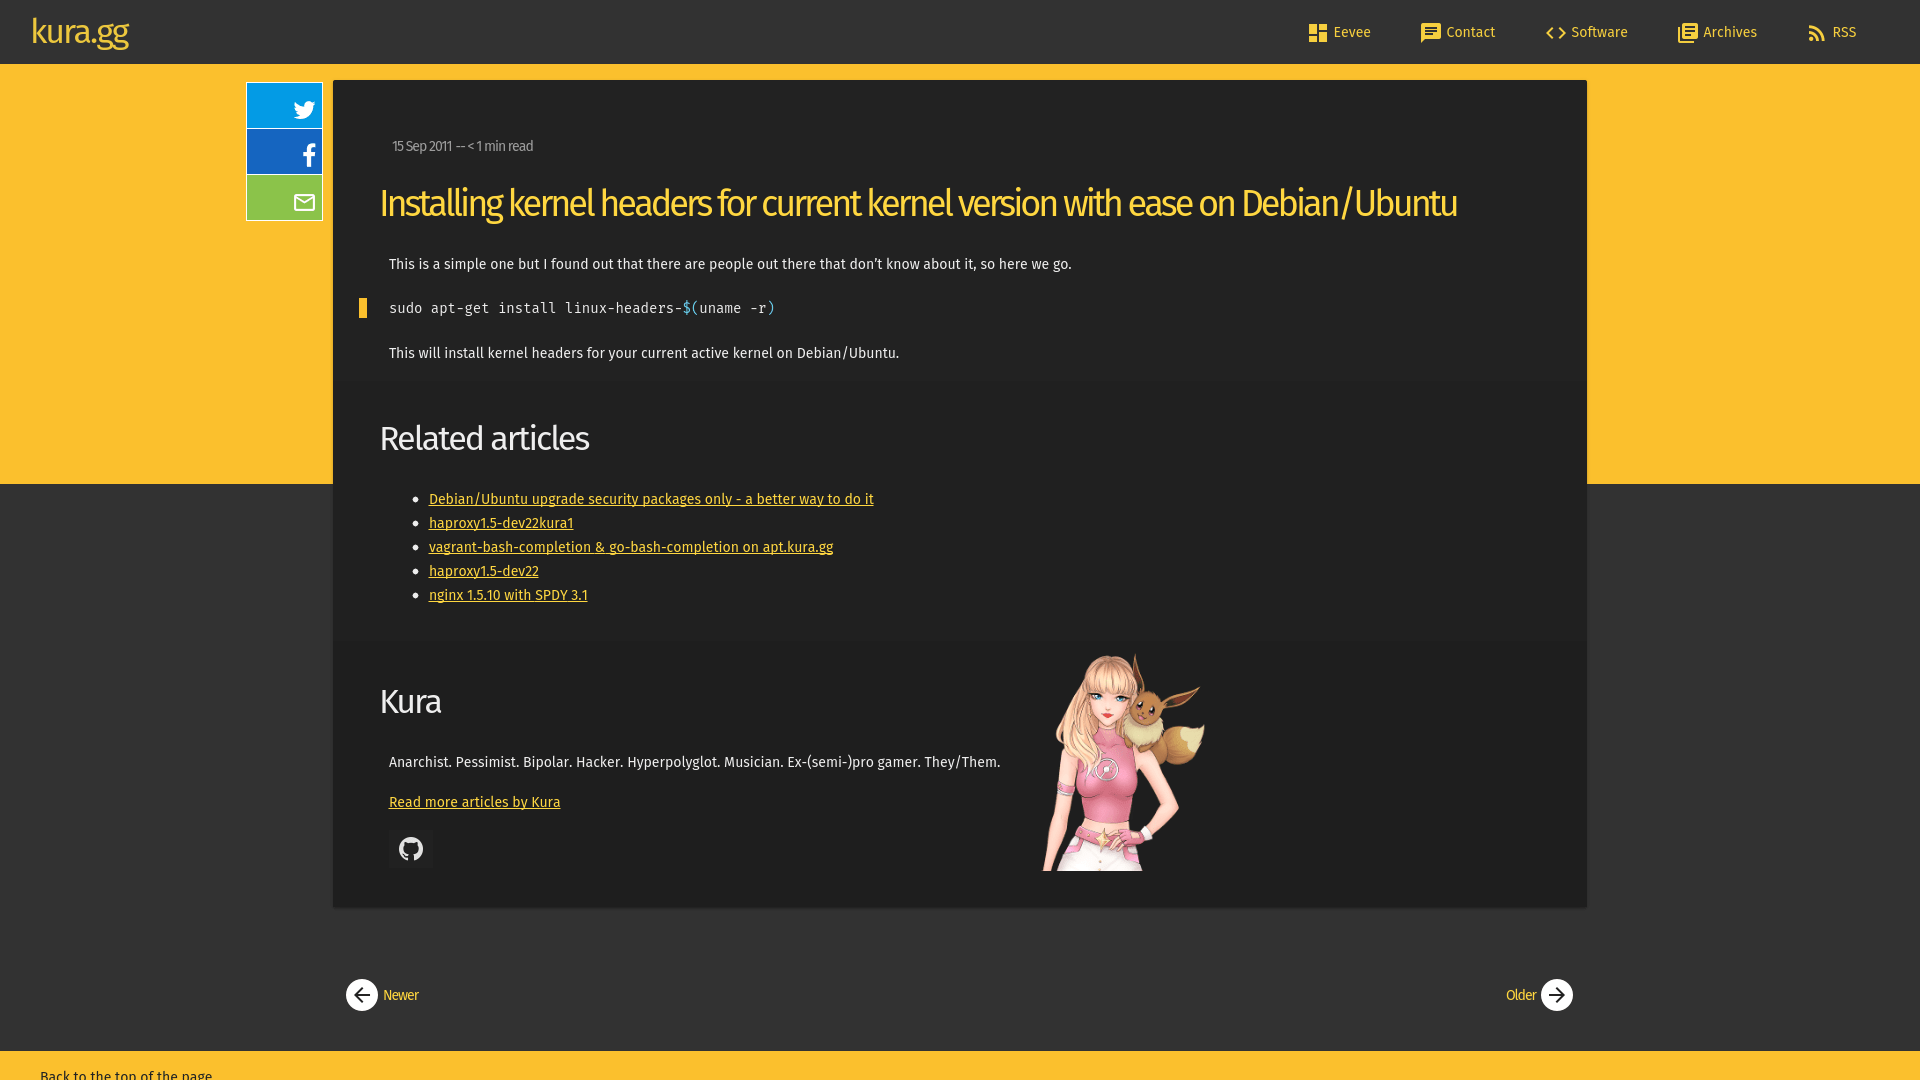 kura.gg
Eevee
Contact
Software
Archives
RSS
15 Sep 2011 -- < 1 min read
Installing kernel headers for current kernel version with ease on Debian/Ubuntu
This is a simple one but I found out that there are people out there that don’t know about it, so here we go.
sudo apt-get install linux-headers-$(uname -r)
This will install kernel headers for your current active kernel on Debian/Ubuntu.
Related articles
Debian/Ubuntu upgrade security packages only - a better way to do it
haproxy1.5-dev22kura1
vagrant-bash-completion & go-bash-completion on apt.kura.gg
haproxy1.5-dev22
nginx 1.5.10 with SPDY 3.1
Kura
Anarchist. Pessimist. Bipolar. Hacker. Hyperpolyglot. Musician. Ex-(semi-)pro gamer. They/Them.
Read more articles by Kura
Newer
Older
Back to the top of the page